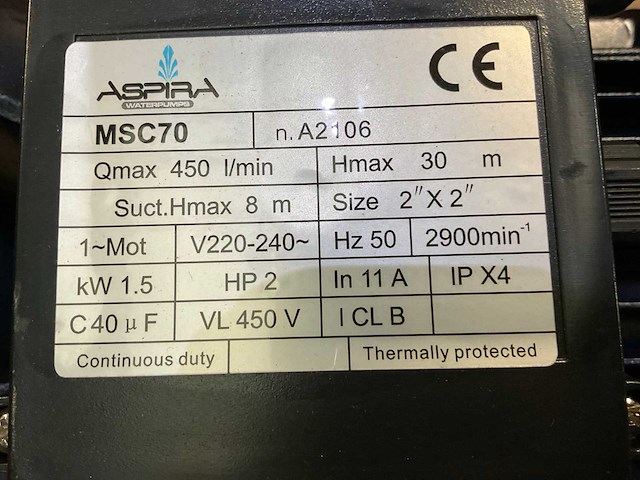 ASPIRA
WATERPUMPS
CE
MSC70 n. A2106
Qmax 450 l/min Hmax 30 m
Suct.Hmax 8 m Size 2" X 2"
1~Mot V220-240~ Hz 50 2900min⁻¹
kW 1.5 HP 2 In 11 A IP X4
C 40 µF VL 450 V I CL B
Continuous duty Thermally protected